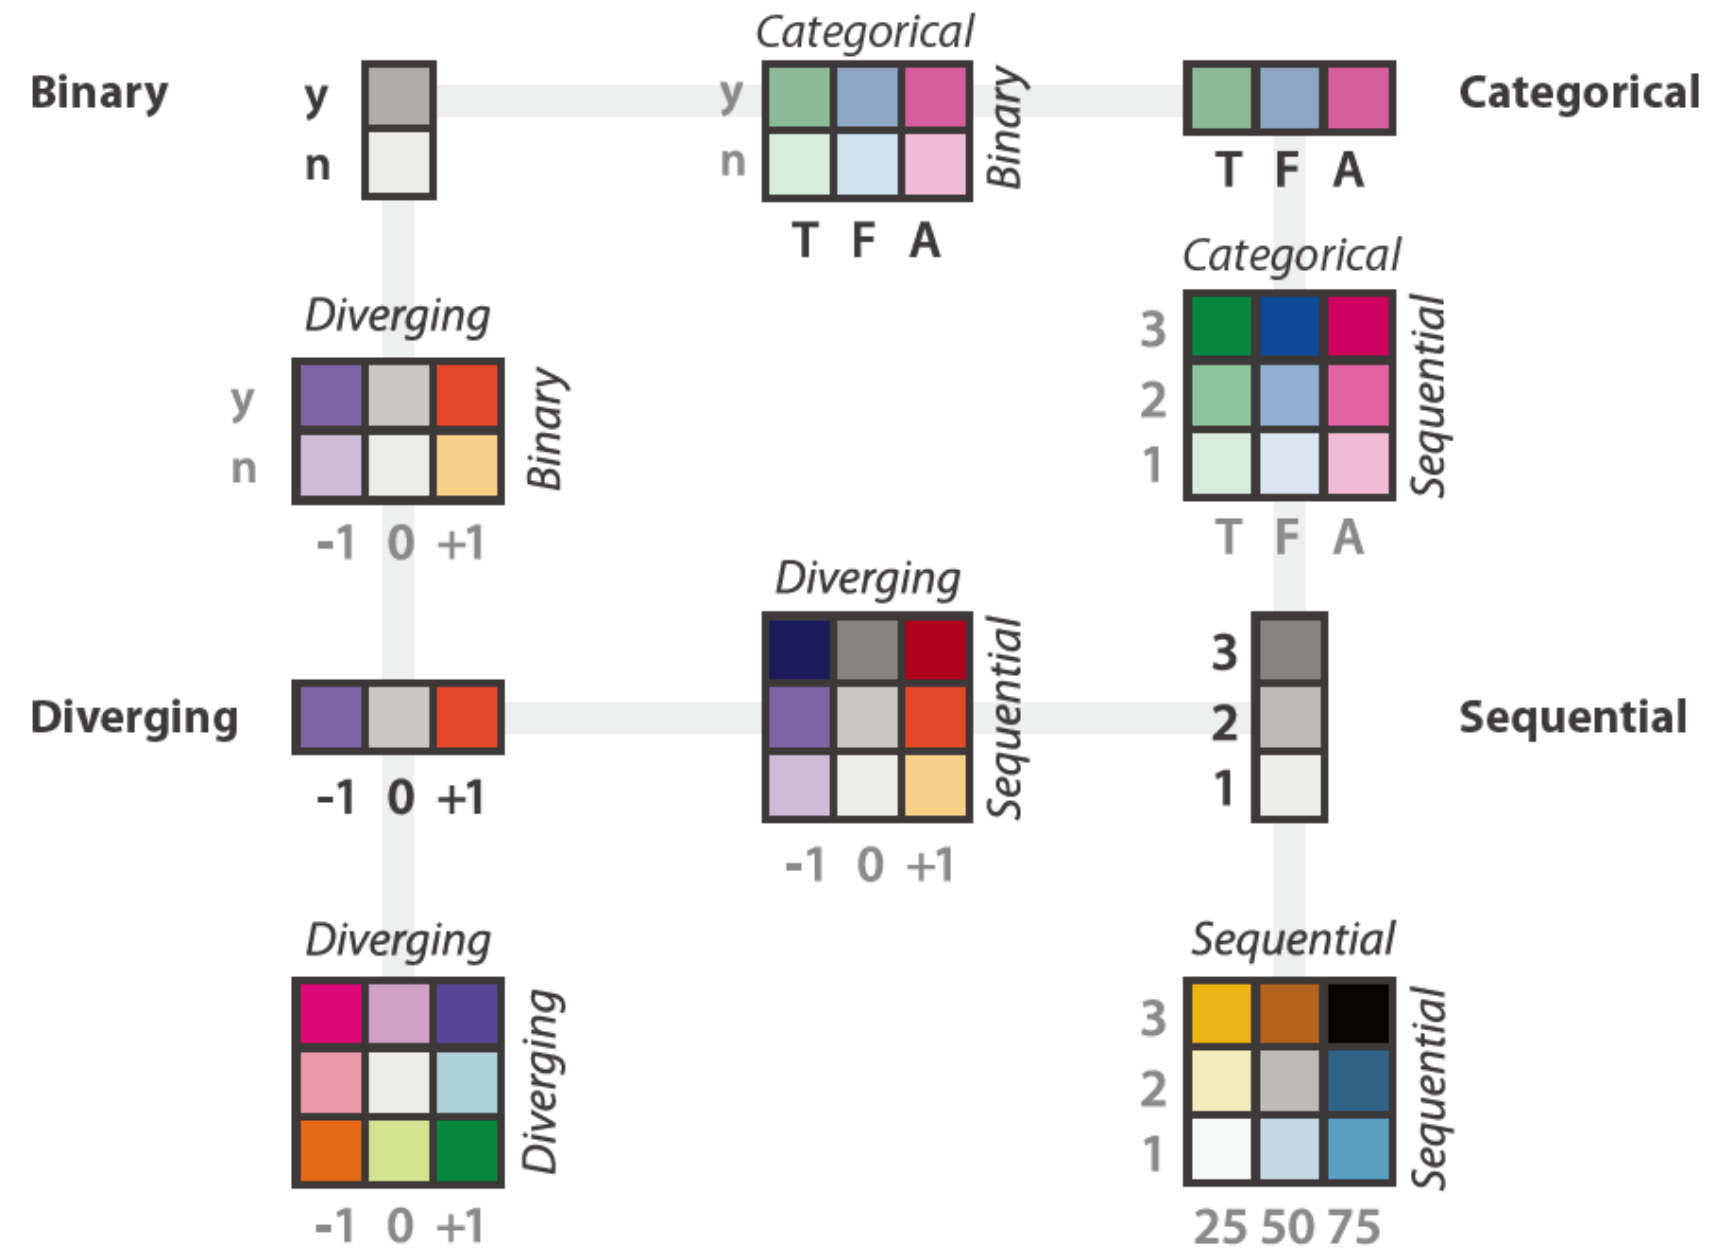 Categorical
Binary
y
n
y
n
Binary
T F A
T F A
Categorical
Categorical
3
2
1
Sequential
T F A
Diverging
y
n
Binary
-1 0 +1
Diverging
Sequential
-1 0 +1
Diverging
-1 0 +1
3
2
1
Sequential
Diverging
Diverging
-1 0 +1
Sequential
3
2
1
Sequential
25 50 75